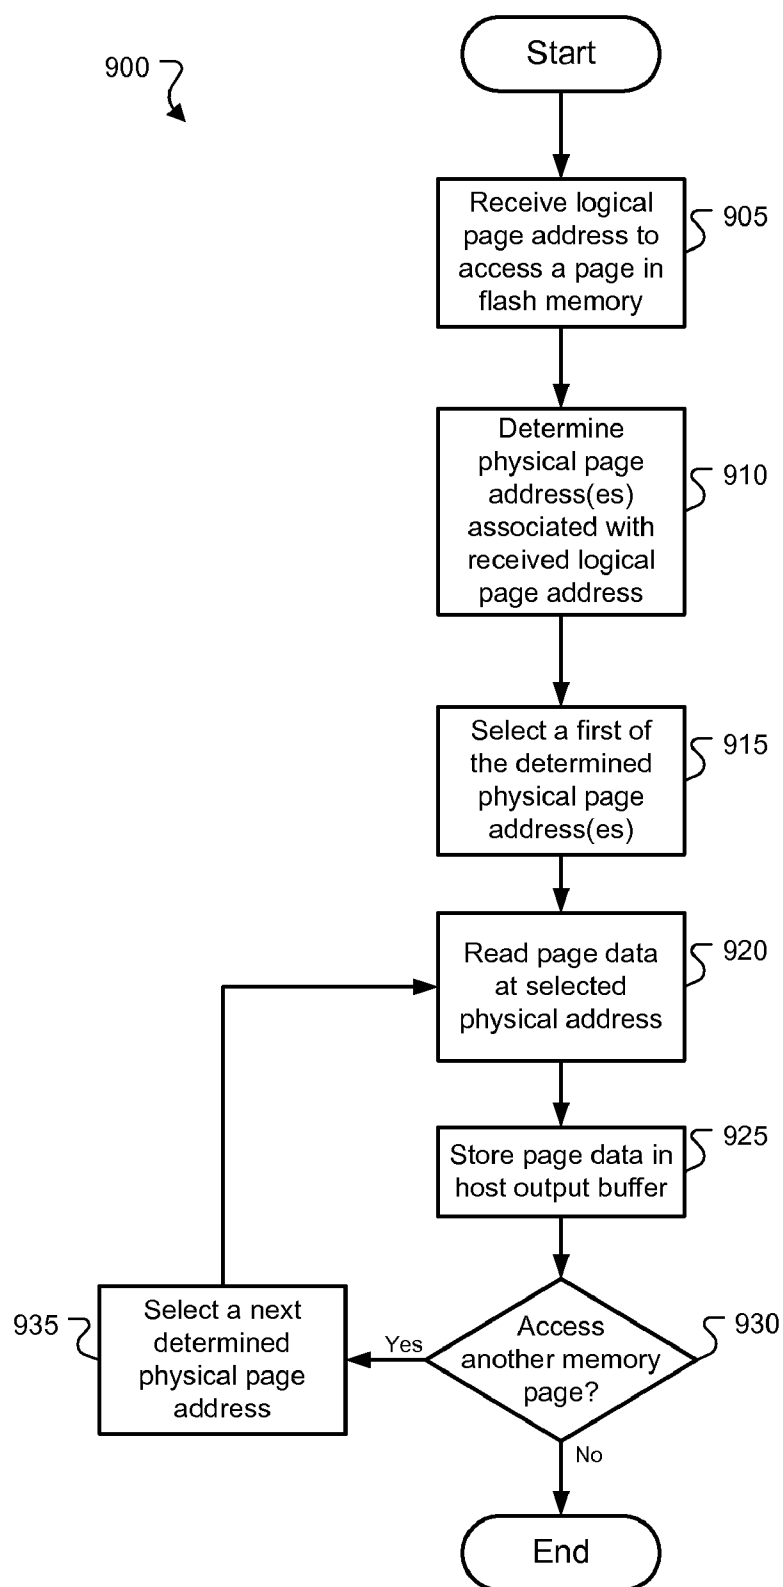 900
Start
Receive logical
page address to
access a page in
flash memory
905
Determine
physical page
address(es)
associated with
received logical
page address
910
Select a first of
the determined
physical page
address(es)
915
Read page data
at selected
physical address
920
Store page data in
host output buffer
925
Access
another memory
page?
930
Yes
Select a next
determined
physical page
address
935
No
End